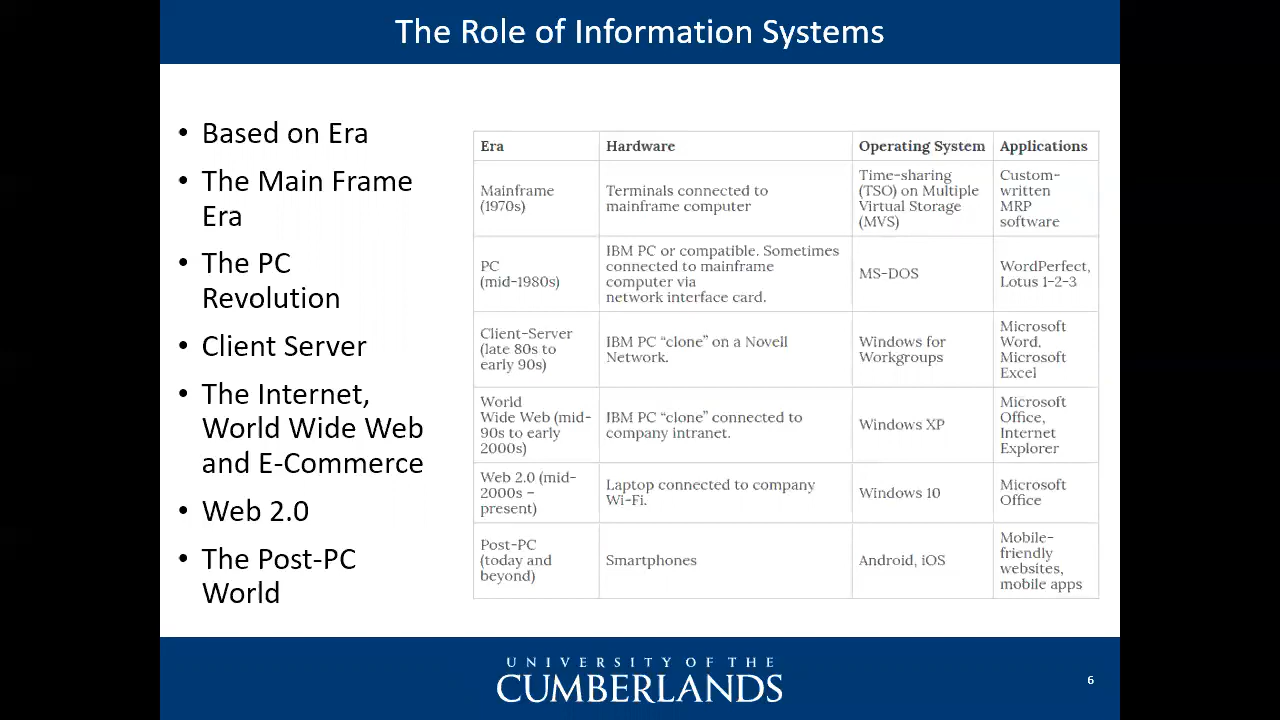 The Role of Information Systems
• Based on Era
• The Main Frame
Era
• The PC
Revolution
• Client Server
• The Internet,
World Wide Web
and E-Commerce
• Web 2.0
• The Post-PC
World
Era Hardware Operating System Applications
Mainframe
(1970s)
Terminals connected to
mainframe computer
Time-sharing
(TSO) on Multiple
Virtual Storage
(MVS)
Custom-
written
MRP
software
PC
(mid-1980s)
IBM PC or compatible. Sometimes
connected to mainframe
computer via
network interface card.
MS-DOS
WordPerfect,
Lotus 1-2-3
Client-Server
(late 80s to
early 90s)
IBM PC “clone” on a Novell
Network.
Windows for
Workgroups
Microsoft
Word,
Microsoft
Excel
World
Wide Web (mid-
90s to early
2000s)
IBM PC “clone” connected to
company intranet.
Windows XP
Microsoft
Office,
Internet
Explorer
Web 2.0 (mid-
2000s –
present)
Laptop connected to company
Wi-Fi.
Windows 10
Microsoft
Office
Post-PC
(today and
beyond)
Smartphones
Android, iOS
Mobile-
friendly
websites,
mobile apps
UNIVERSITY OF THE
CUMBERLANDS
6